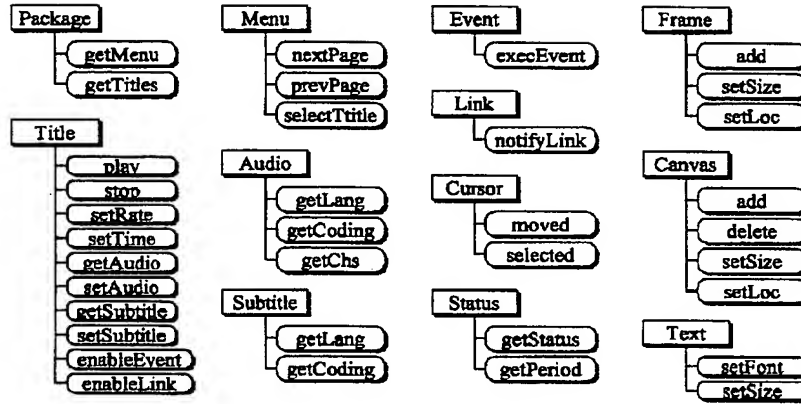 Package
getMenu
getTitles
Title
play
stop
setRate
setTime
getAudio
setAudio
getSubtitle
setSubtitle
enableEvent
enableLink
Menu
nextPage
prevPage
selectTtitle
Audio
getLang
getCoding
getChs
Subtitle
getLang
getCoding
Event
execEvent
Link
notifyLink
Cursor
moved
selected
Status
getStatus
getPeriod
Frame
add
setSize
setLoc
Canvas
add
delete
setSize
setLoc
Text
setFont
setSize